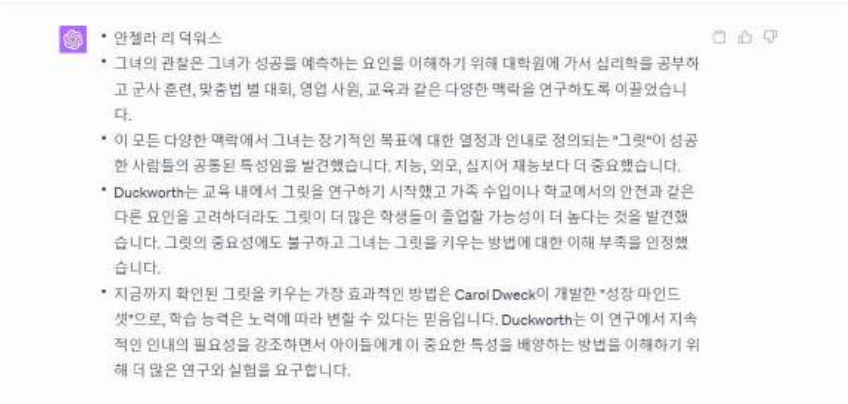 • 안젤라 리 덕워스
• 그녀의 관찰은 그녀가 성공을 예측하는 요인을 이해하기 위해 대학원에 가서 심리학을 공부하
고 군사 훈련, 맞춤법 벌 대회, 영업 사원, 교육과 같은 다양한 맥락을 연구하도록 이끌었습니
다.
• 이 모든 다양한 맥락에서 그녀는 장기적인 목표에 대한 열정과 인내로 정의되는 "그릿"이 성공
한 사람들의 공통된 특성임을 발견했습니다. 지능, 외모, 심지어 재능보다 더 중요했습니다.
• Duckworth는 교육 내에서 그릿을 연구하기 시작했고 가족 수입이나 학교에서의 안전과 같은
다른 요인을 고려하더라도 그릿이 더 많은 학생들이 졸업할 가능성이 더 높다는 것을 발견했
습니다. 그릿의 중요성에도 불구하고 그녀는 그릿을 키우는 방법에 대한 이해 부족을 인정했
습니다.
• 지금까지 확인된 그릿을 키우는 가장 효과적인 방법은 Carol Dweck이 개발한 "성장 마인드
셋"으로, 학습 능력은 노력에 따라 변할 수 있다는 믿음입니다. Duckworth는 이 연구에서 지속
적인 인내의 필요성을 강조하면서 아이들에게 이 중요한 특성을 배양하는 방법을 이해하기 위
해 더 많은 연구와 실험을 요구합니다.